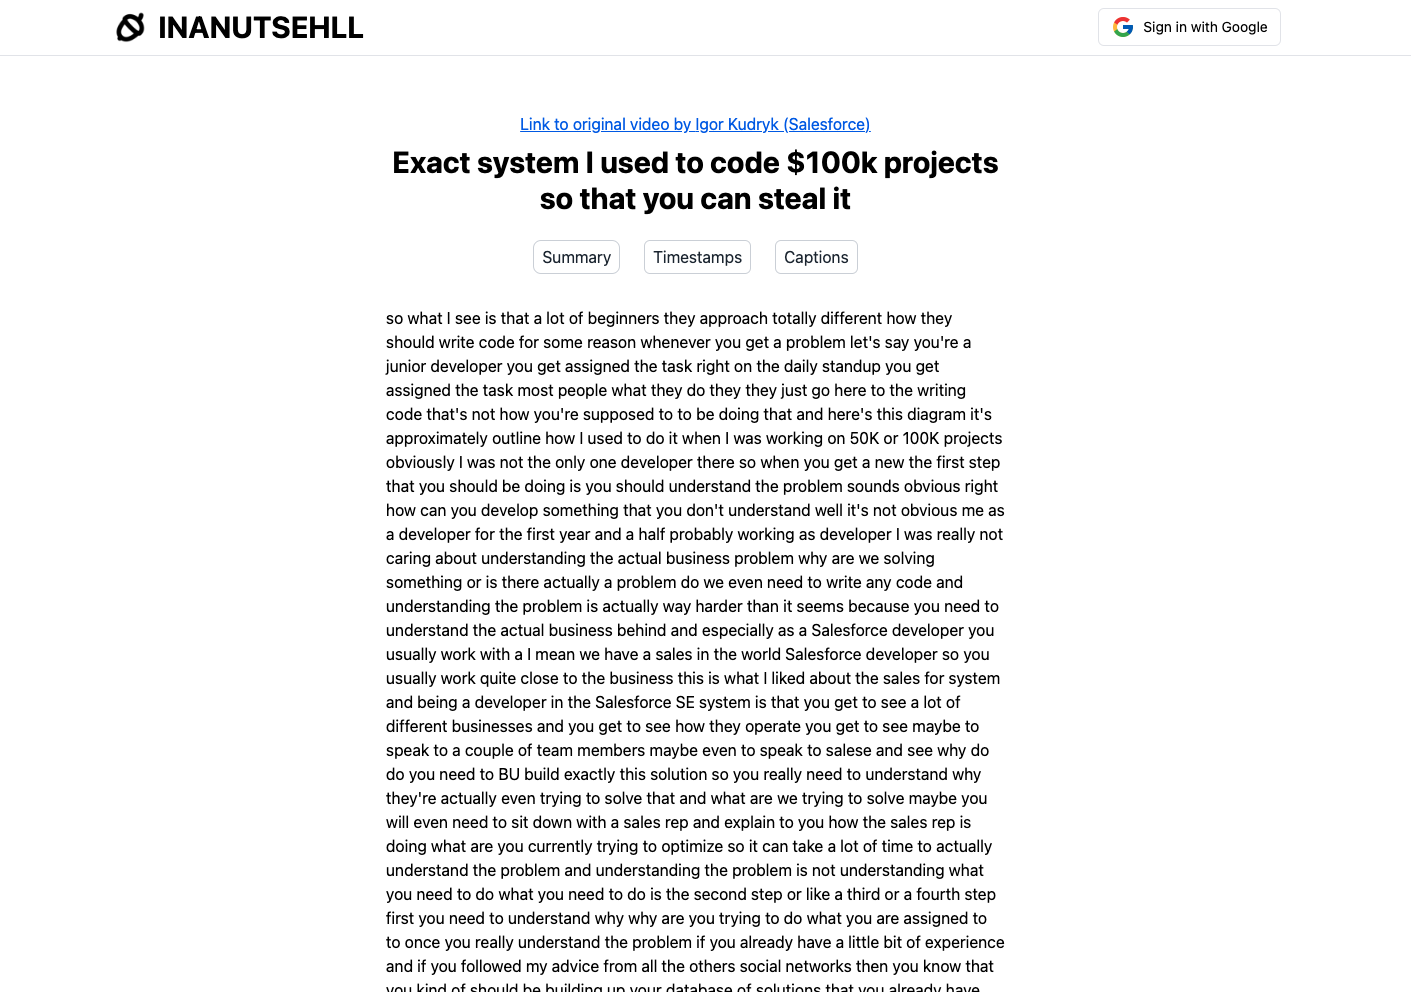 INANUTSEHLL
Sign in with Google
Link to original video by Igor Kudryk (Salesforce)
Exact system I used to code $100k projects
so that you can steal it
Summary
Timestamps
Captions
so what I see is that a lot of beginners they approach totally different how they
should write code for some reason whenever you get a problem let's say you're a
junior developer you get assigned the task right on the daily standup you get
assigned the task most people what they do they they just go here to the writing
code that's not how you're supposed to to be doing that and here's this diagram it's
approximately outline how I used to do it when I was working on 50K or 100K projects
obviously I was not the only one developer there so when you get a new the first step
that you should be doing is you should understand the problem sounds obvious right
how can you develop something that you don't understand well it's not obvious me as
a developer for the first year and a half probably working as developer I was really not
caring about understanding the actual business problem why are we solving
something or is there actually a problem do we even need to write any code and
understanding the problem is actually way harder than it seems because you need to
understand the actual business behind and especially as a Salesforce developer you
usually work with a I mean we have a sales in the world Salesforce developer so you
usually work quite close to the business this is what I liked about the sales for system
and being a developer in the Salesforce SE system is that you get to see a lot of
different businesses and you get to see how they operate you get to see maybe to
speak to a couple of team members maybe even to speak to salese and see why do
do you need to BU build exactly this solution so you really need to understand why
they're actually even trying to solve that and what are we trying to solve maybe you
will even need to sit down with a sales rep and explain to you how the sales rep is
doing what are you currently trying to optimize so it can take a lot of time to actually
understand the problem and understanding the problem is not understanding what
you need to do what you need to do is the second step or like a third or a fourth step
first you need to understand why why are you trying to do what you are assigned to
to once you really understand the problem if you already have a little bit of experience
and if you followed my advice from all the others social networks then you know that
you kind of should be building up your database of solutions that you already have